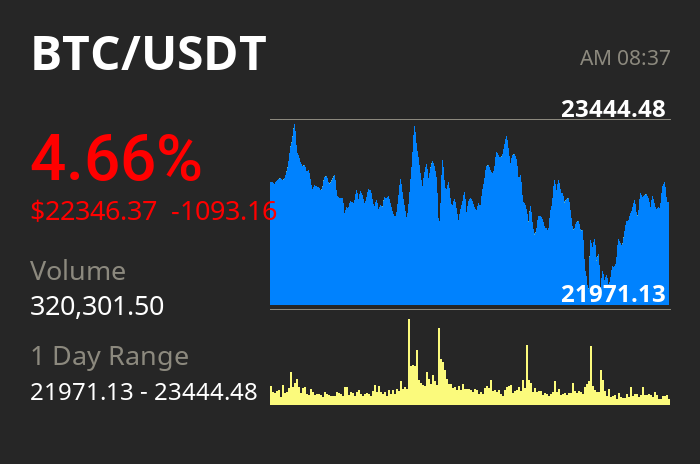 BTC/USDT
AM 08:37
23444.48
4.66%
$22346.37 -1093.16
Volume
320,301.50
21971.13
1 Day Range
21971.13 - 23444.48